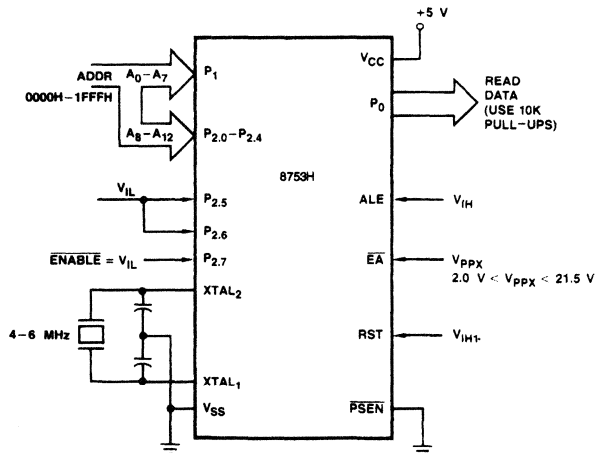 +5 V
ADDR
0000H–1FFFH
A0–A7
A8–A12
P1
P2.0–P2.4
VCC
P0
READ
DATA
(USE 10K
PULL-UPS)
8753H
VIL
P2.5
P2.6
ENABLE = VIL
P2.7
XTAL2
4–6 MHz
XTAL1
VSS
ALE
VIH
EA
VPPX
2.0 V < VPPX < 21.5 V
RST
VIH1-
PSEN